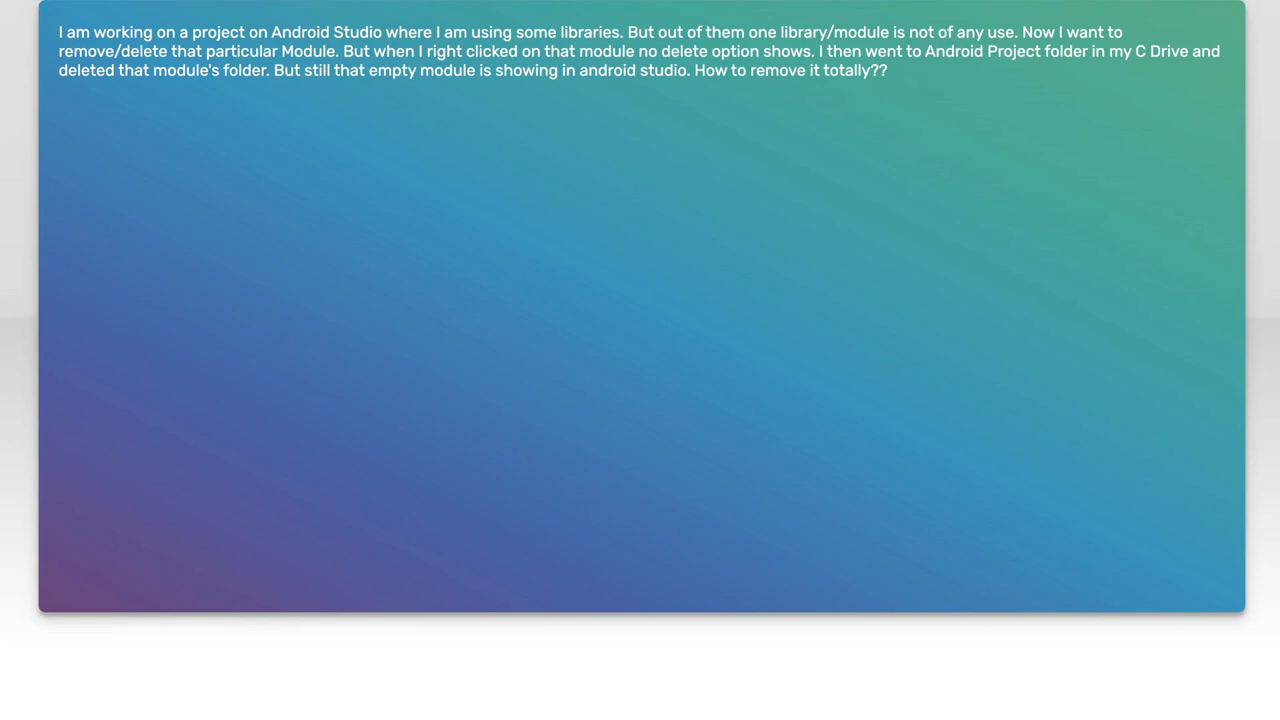 I am working on a project on Android Studio where I am using some libraries. But out of them one library/module is not of any use. Now I want to
remove/delete that particular Module. But when I right clicked on that module no delete option shows. I then went to Android Project folder in my C Drive and
deleted that module's folder. But still that empty module is showing in android studio. How to remove it totally??